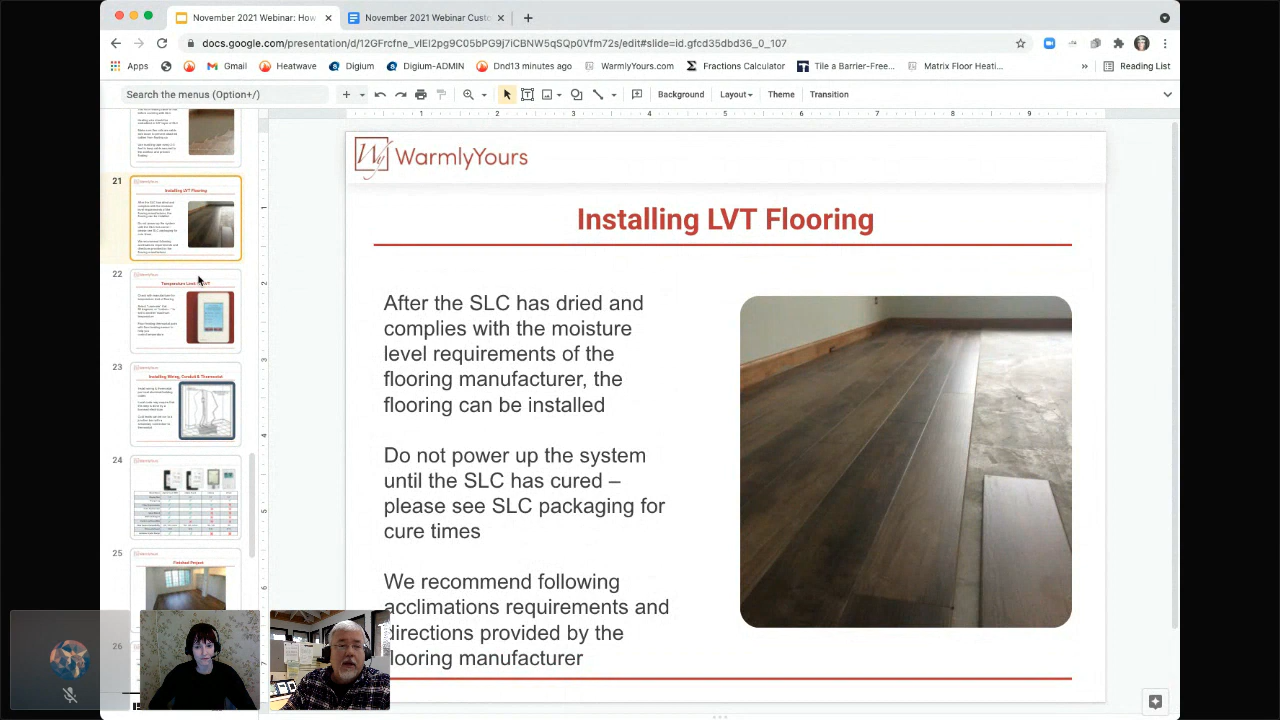 November 2021 Webinar: How
November 2021 Webinar Cust
docs.google.com/presentation/d/12GFrcfqe_vIEi2pg9C05bPG9j7iCBNWSqKOp0Vfm72s/edit#slide=id.gfcd35dbd36_0_107
Apps
Gmail
Heatwave
Digium
Digium-ADMIN
Dnd13 minutes ago
WarmlyYours.com
Fractions Calculator
Tile a Barrier-Free...
Matrix Floor Heati...
Reading List
Search the menus (Option+/)
Background
Layout
Theme
Transition
21
Installing LVT Flooring
22
23
Installing Wiring, Conduit & Thermostat
24
25
Finished Project
26
WarmlyYours
stalling LVT Flooring
After the SLC has dried and
complies with the moisture
level requirements of the
flooring manufacturer the
flooring can be installed
Do not power up the system
until the SLC has cured –
please see SLC packaging for
cure times
We recommend following
acclimations requirements and
directions provided by the
flooring manufacturer